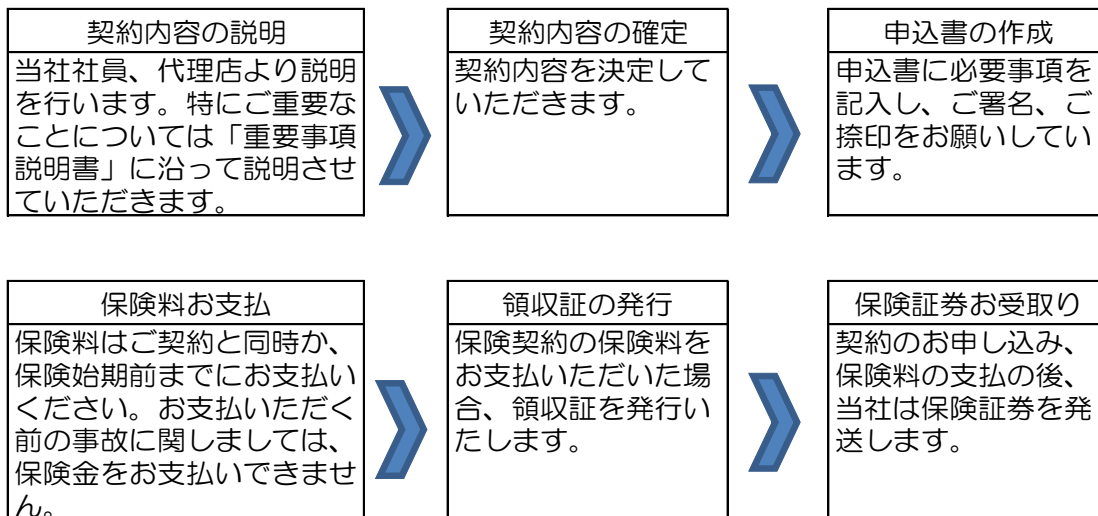 契約内容の説明
当社社員、代理店より説明
を行います。特にご重要な
ことについては「重要事項
説明書」に沿って説明させ
ていただきます。
契約内容の確定
契約内容を決定して
いただきます。
申込書の作成
申込書に必要事項を
記入し、ご署名、ご
捺印をお願いしてい
ます。
保険料お支払
保険料はご契約と同時か、
保険始期前までにお支払い
ください。お支払いただく
前の事故に関しましては、
保険金をお支払いできませ
ん。
領収証の発行
保険契約の保険料を
お支払いただいた場
合、領収証を発行い
たします。
保険証券お受取り
契約のお申し込み、
保険料の支払の後、
当社は保険証券を発
送します。